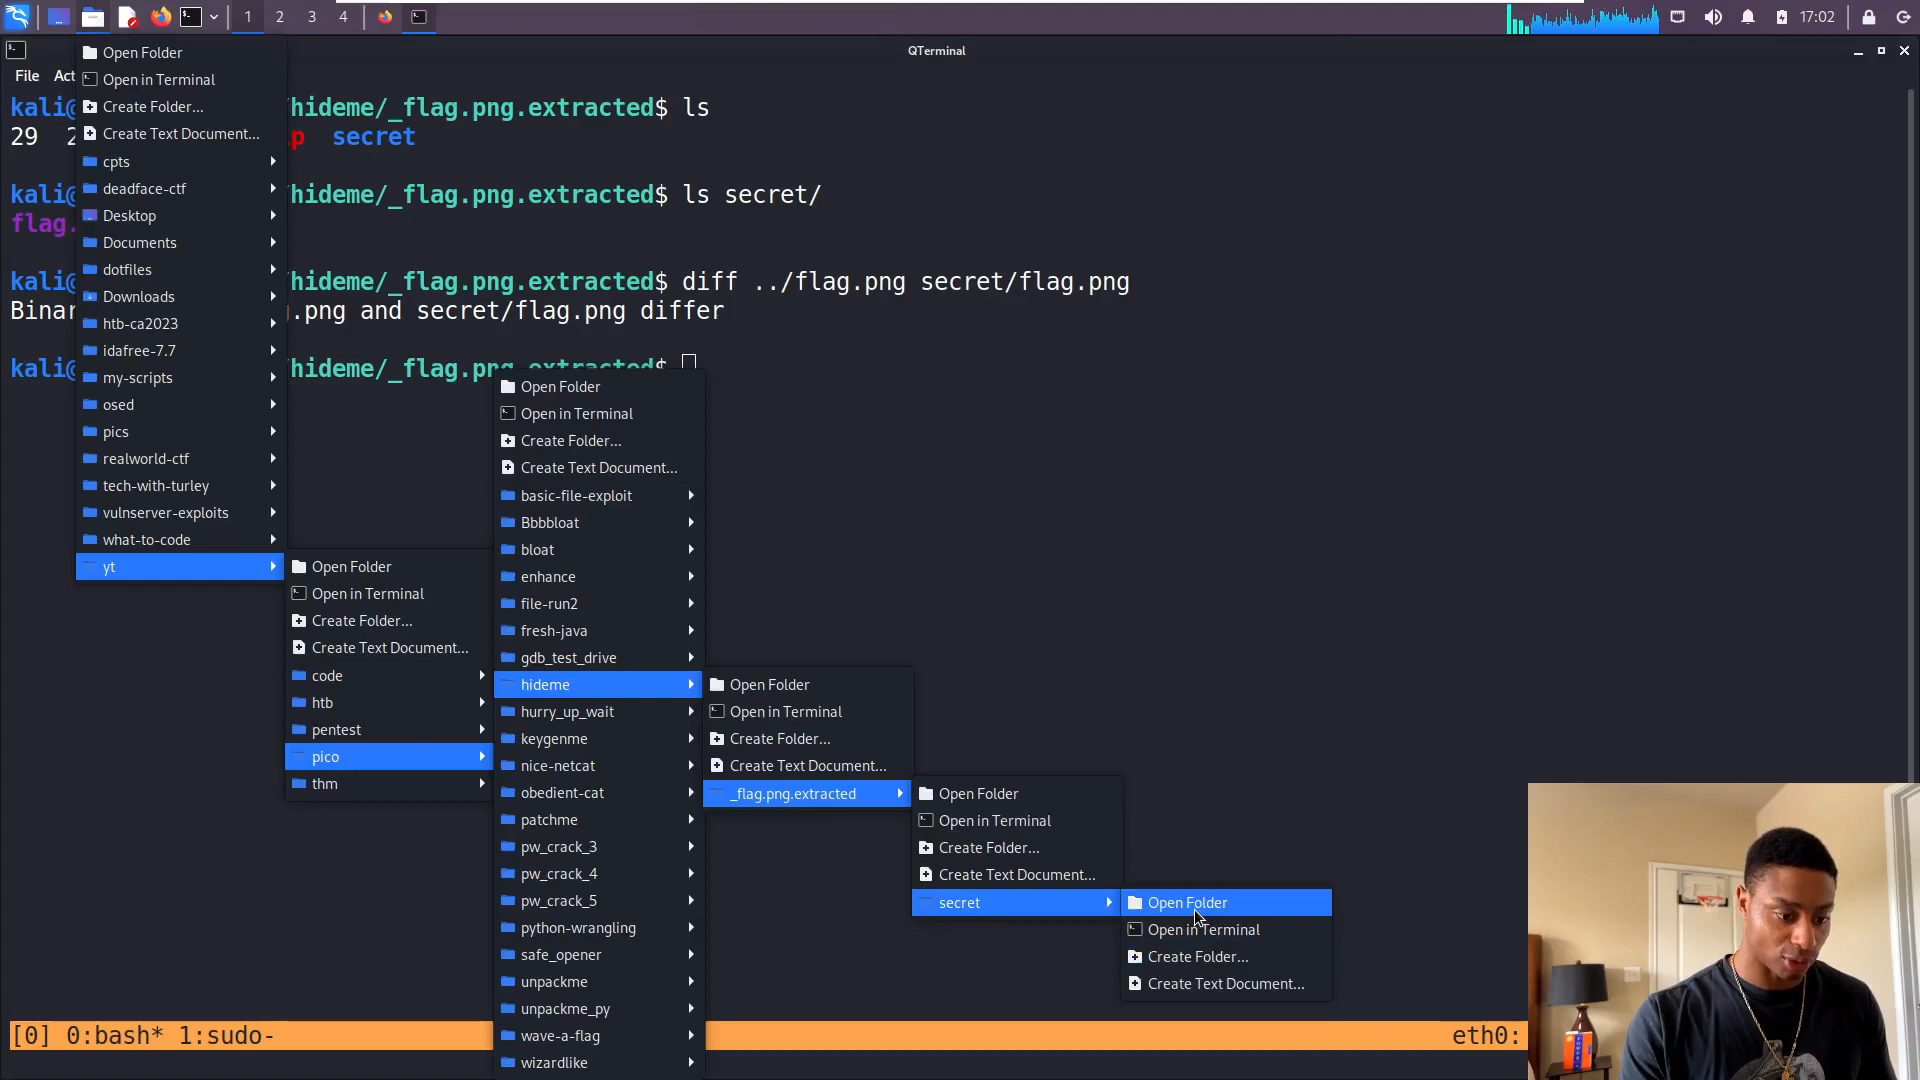 1 2 3 4 17:02
QTerminal
File Act
kali@ /hideme/_flag.png.extracted$ ls
29 2 ip secret
kali@ /hideme/_flag.png.extracted$ ls secret/
flag.
kali@ /hideme/_flag.png.extracted$ diff ../flag.png secret/flag.png
Binar .png and secret/flag.png differ
kali@ /hideme/_flag.png.extracted$
Open Folder
Open in Terminal
Create Folder...
Create Text Document...
cpts
deadface-ctf
Desktop
Documents
dotfiles
Downloads
htb-ca2023
idafree-7.7
my-scripts
osed
pics
realworld-ctf
tech-with-turley
vulnserver-exploits
what-to-code
yt
Open Folder
Open in Terminal
Create Folder...
Create Text Document...
code
htb
pentest
pico
thm
Open Folder
Open in Terminal
Create Folder...
Create Text Document...
basic-file-exploit
Bbbbloat
bloat
enhance
file-run2
fresh-java
gdb_test_drive
hideme
hurry_up_wait
keygenme
nice-netcat
obedient-cat
patchme
pw_crack_3
pw_crack_4
pw_crack_5
python-wrangling
safe_opener
unpackme
unpackme_py
wave-a-flag
wizardlike
Open Folder
Open in Terminal
Create Folder...
Create Text Document...
_flag.png.extracted
Open Folder
Open in Terminal
Create Folder...
Create Text Document...
secret
Open Folder
Open in Terminal
Create Folder...
Create Text Document...
[0] 0:bash* 1:sudo- eth0: